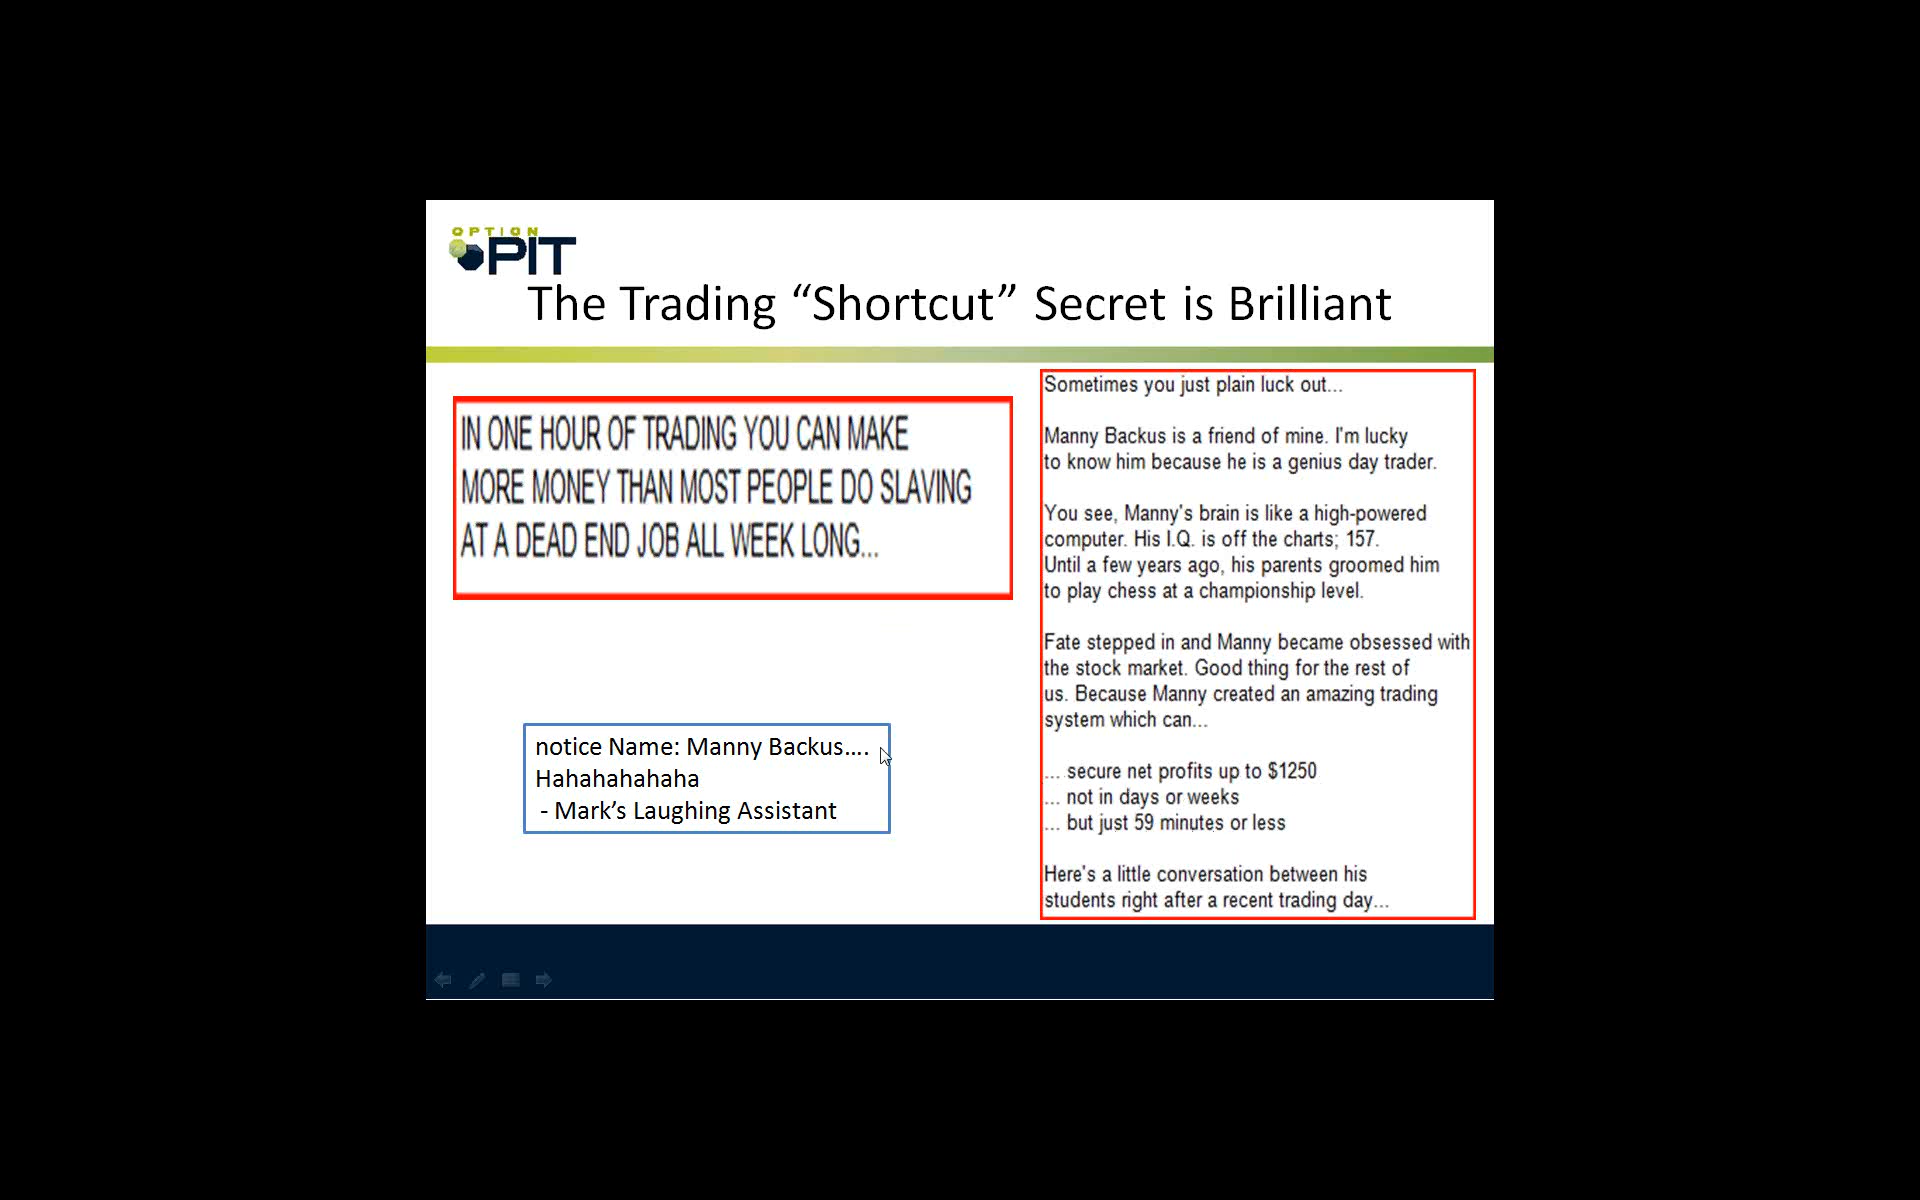 OPTION
PIT
The Trading “Shortcut” Secret is Brilliant
IN ONE HOUR OF TRADING YOU CAN MAKE
MORE MONEY THAN MOST PEOPLE DO SLAVING
AT A DEAD END JOB ALL WEEK LONG...
notice Name: Manny Backus….
Hahahahahaha
- Mark’s Laughing Assistant
Sometimes you just plain luck out...
Manny Backus is a friend of mine. I'm lucky
to know him because he is a genius day trader.
You see, Manny's brain is like a high-powered
computer. His I.Q. is off the charts; 157.
Until a few years ago, his parents groomed him
to play chess at a championship level.
Fate stepped in and Manny became obsessed with
the stock market. Good thing for the rest of
us. Because Manny created an amazing trading
system which can...
... secure net profits up to $1250
... not in days or weeks
... but just 59 minutes or less
Here's a little conversation between his
students right after a recent trading day...